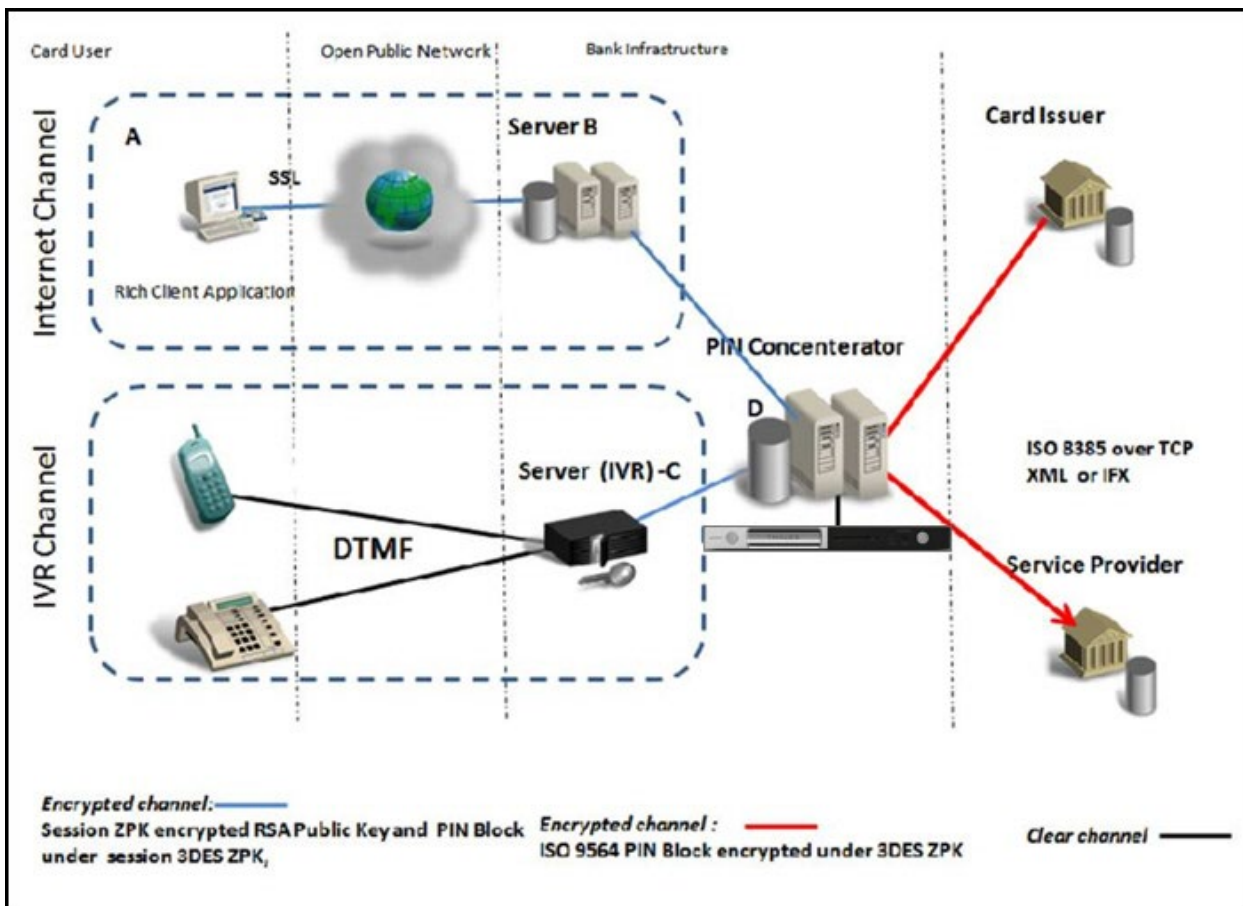 Card User
Open Public Network
Bank Infrastructure
Internet Channel
A
SSL
Server B
Card Issuer
Rich Client Application
PIN Concenterator
D
IVR Channel
DTMF
Server (IVR) -C
ISO 8385 over TCP
XML or IFX
Service Provider
Encrypted channel:
Session ZPK encrypted RSA Public Key and PIN Block
under session 3DES ZPKi
Encrypted channel :
ISO 9564 PIN Block encrypted under 3DES ZPK
Clear channel